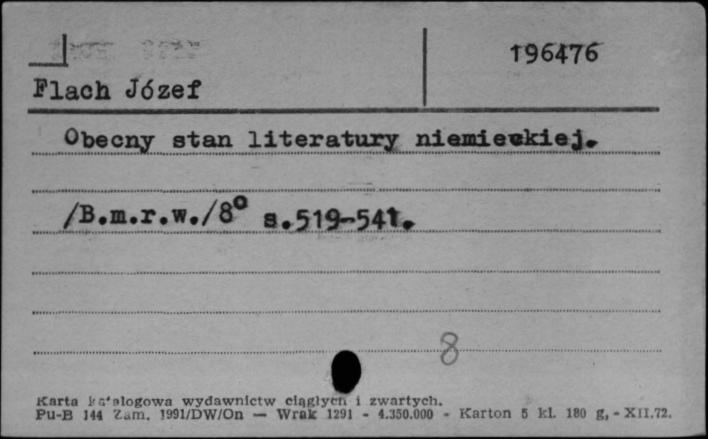 196476
Flach Józef
Obecny stan literatury niemieckiej.
/B.m.r.w./8° s.519-541.
8
Karta katalogowa wydawnictw ciągłych i zwartych.
Pu-B 144 Zam. 1991/DW/On — Wrak 1291 - 4.350.000 - Karton 5 kl. 180 g, - XII.72.